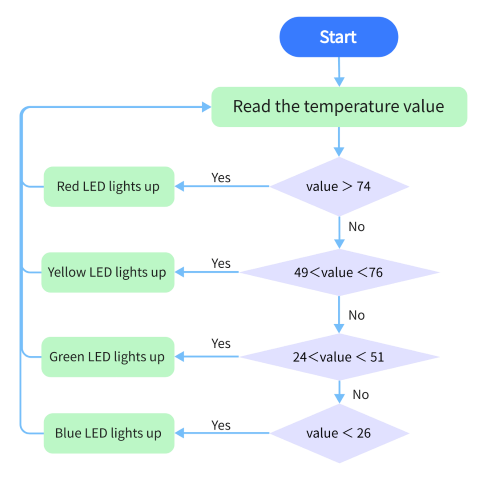 Start
Read the temperature value
Red LED lights up
Yes
value > 74
No
Yellow LED lights up
Yes
49<value <76
No
Green LED lights up
Yes
24<value < 51
No
Blue LED lights up
Yes
value < 26